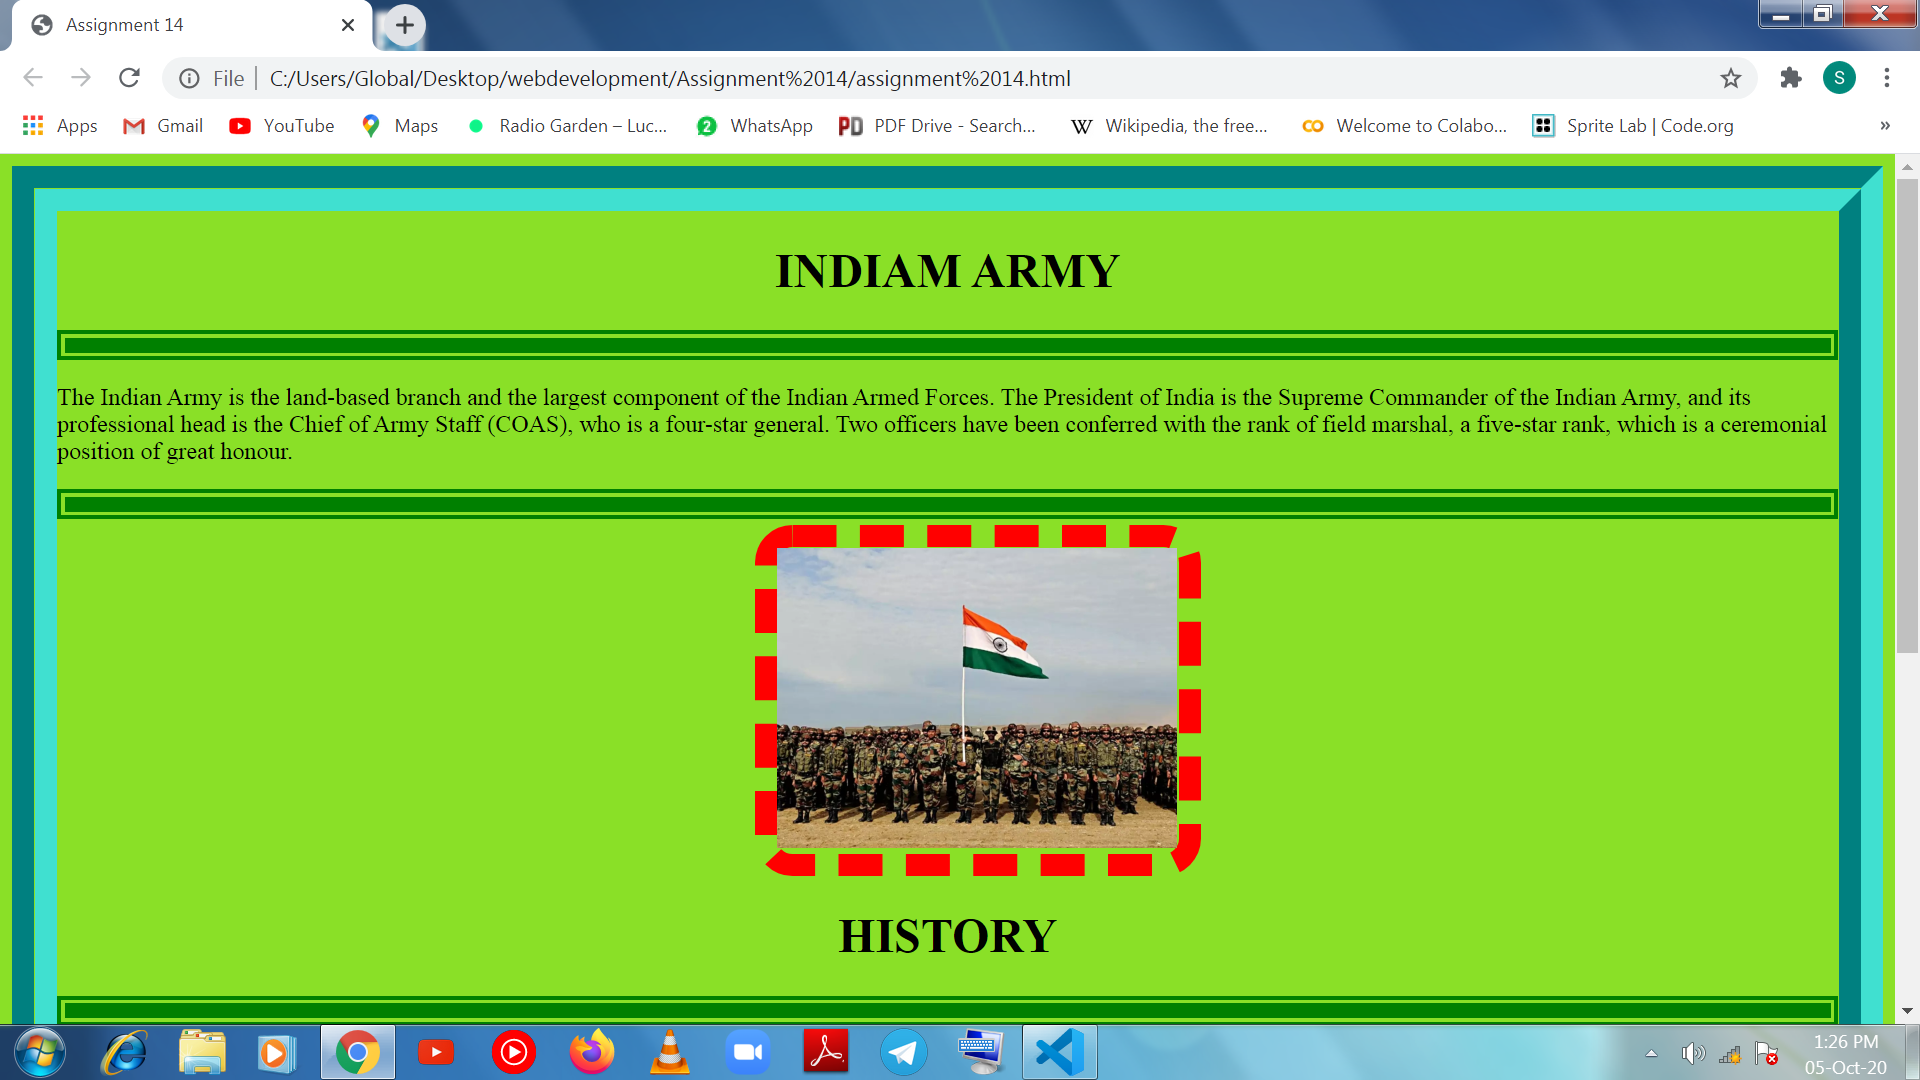 Assignment 14
File
C:/Users/Global/Desktop/webdevelopment/Assignment%2014/assignment%2014.html
S
Apps
Gmail
YouTube
Maps
Radio Garden – Luc...
2
WhatsApp
PD
PDF Drive - Search...
W
Wikipedia, the free...
Welcome to Colabo...
Sprite Lab | Code.org
»
INDIAM ARMY
The Indian Army is the land-based branch and the largest component of the Indian Armed Forces. The President of India is the Supreme Commander of the Indian Army, and its
professional head is the Chief of Army Staff (COAS), who is a four-star general. Two officers have been conferred with the rank of field marshal, a five-star rank, which is a ceremonial
position of great honour.
HISTORY
1:26 PM
05-Oct-20